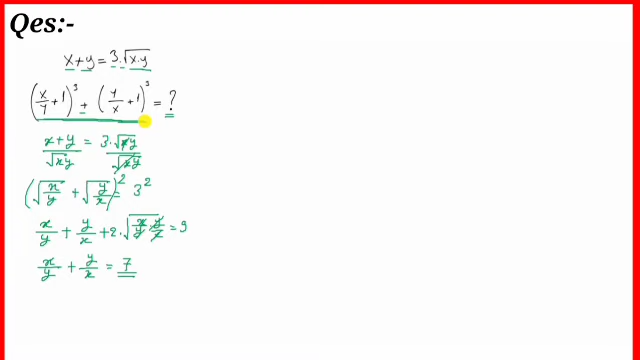 Qes:-
x+y = 3.√x.y
(x/y +1)³ + (y/x +1)³ = ?
x+y/√xy = 3.√xy/√xy
(√x/y + √y/x)² = 3²
x/y + y/x + 2.√x/y.y/x = 9
x/y + y/x = 7